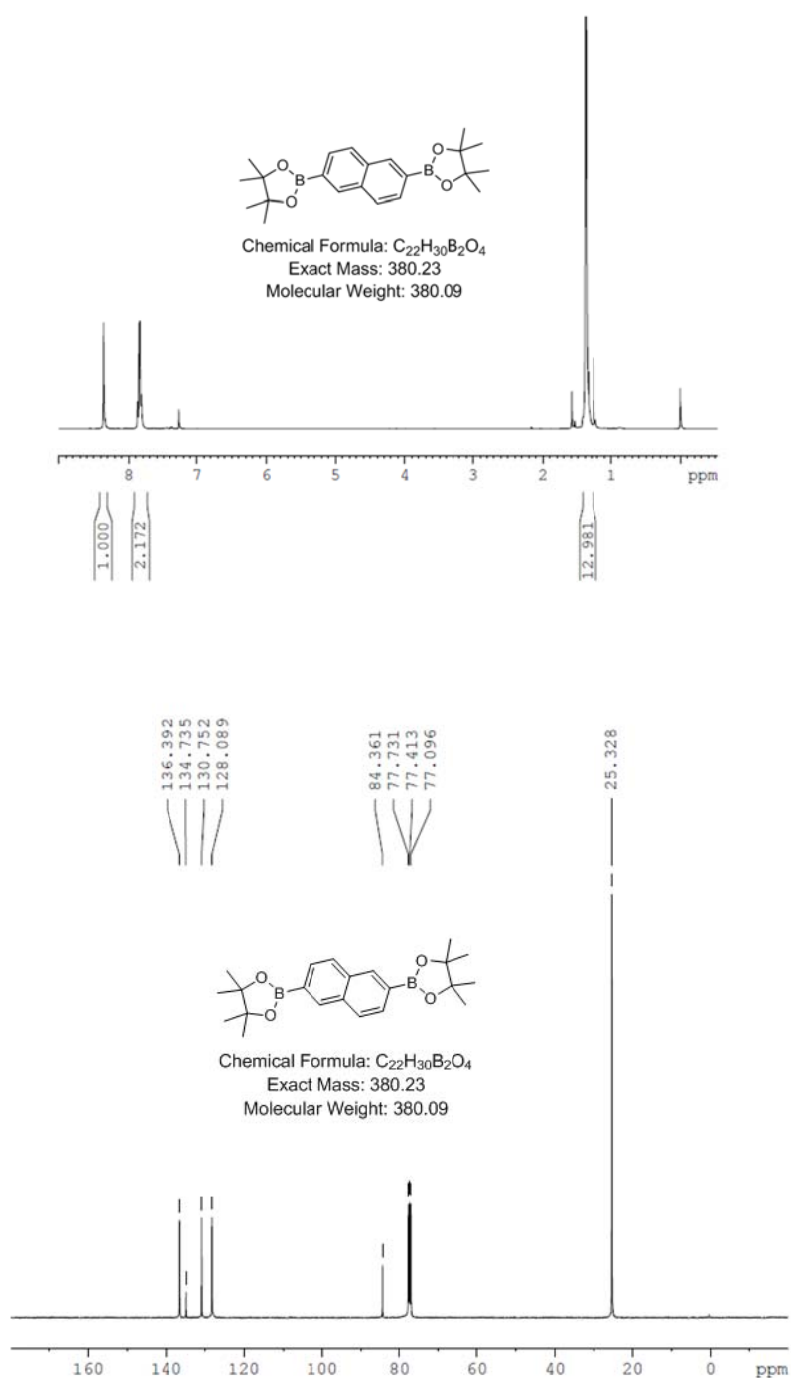 O
B
O
B
O
O
Chemical Formula: C₂₂H₃₀B₂O₄
Exact Mass: 380.23
Molecular Weight: 380.09
8 7 6 5 4 3 2 1 ppm
1.000
2.172
12.981
136.392
134.735
130.752
128.089
84.361
77.731
77.413
77.096
25.328
O
B
O
B
O
O
Chemical Formula: C₂₂H₃₀B₂O₄
Exact Mass: 380.23
Molecular Weight: 380.09
160 140 120 100 80 60 40 20 0 ppm